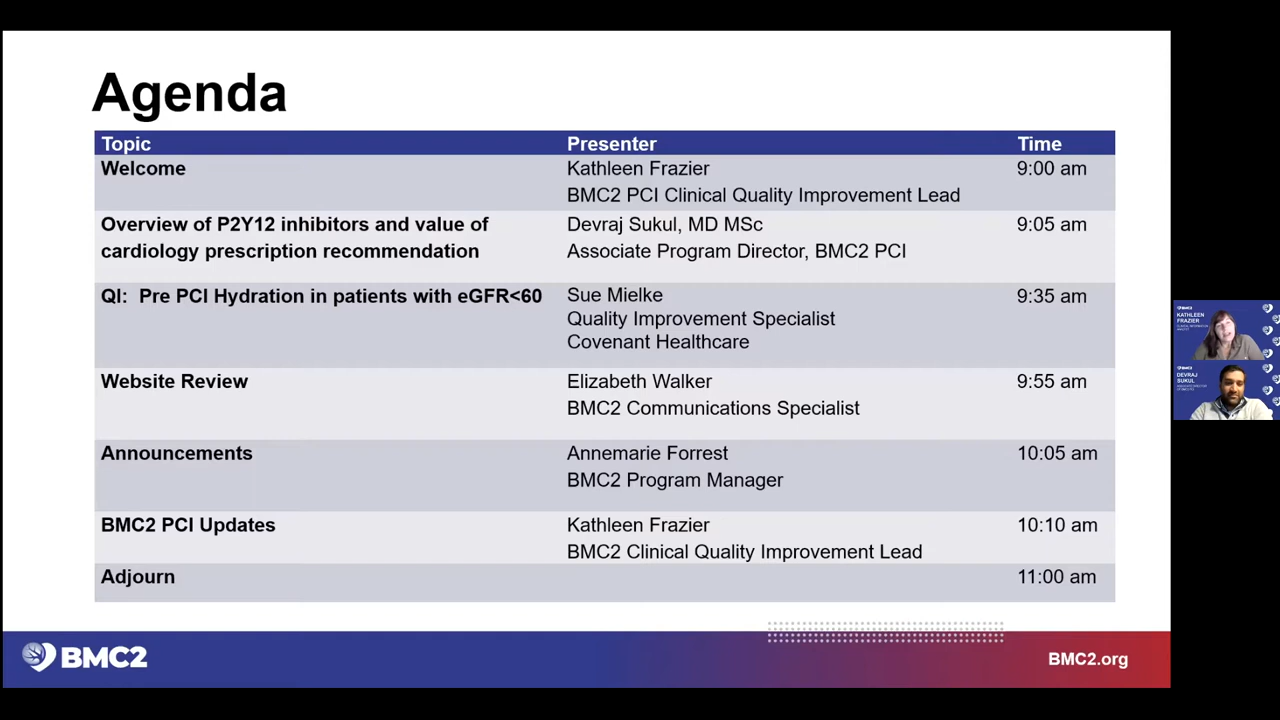 Agenda
Topic Presenter Time
Welcome Kathleen Frazier 9:00 am
BMC2 PCI Clinical Quality Improvement Lead
Overview of P2Y12 inhibitors and value of Devraj Sukul, MD MSc 9:05 am
cardiology prescription recommendation Associate Program Director, BMC2 PCI
QI: Pre PCI Hydration in patients with eGFR<60 Sue Mielke 9:35 am
Quality Improvement Specialist
Covenant Healthcare
Website Review Elizabeth Walker 9:55 am
BMC2 Communications Specialist
Announcements Annemarie Forrest 10:05 am
BMC2 Program Manager
BMC2 PCI Updates Kathleen Frazier 10:10 am
BMC2 Clinical Quality Improvement Lead
Adjourn 11:00 am
BMC2
BMC2.org
BMC2
KATHLEEN
FRAZIER
BMC2
DEVRAJ
SUKUL